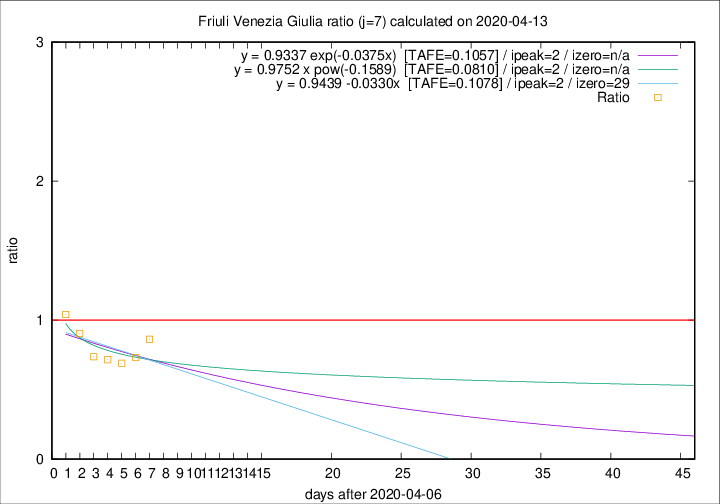 Friuli Venezia Giulia ratio (j=7) calculated on 2020-04-13
y = 0.9337 exp(-0.0375x) [TAFE=0.1057] / ipeak=2 / izero=n/a
y = 0.9752 x pow(-0.1589) [TAFE=0.0810] / ipeak=2 / izero=n/a
y = 0.9439 -0.0330x [TAFE=0.1078] / ipeak=2 / izero=29
Ratio
3
2
1
0
ratio
0 1 2 3 4 5 6 7 8 9 10 11 12 13 14 15 20 25 30 35 40 45
days after 2020-04-06